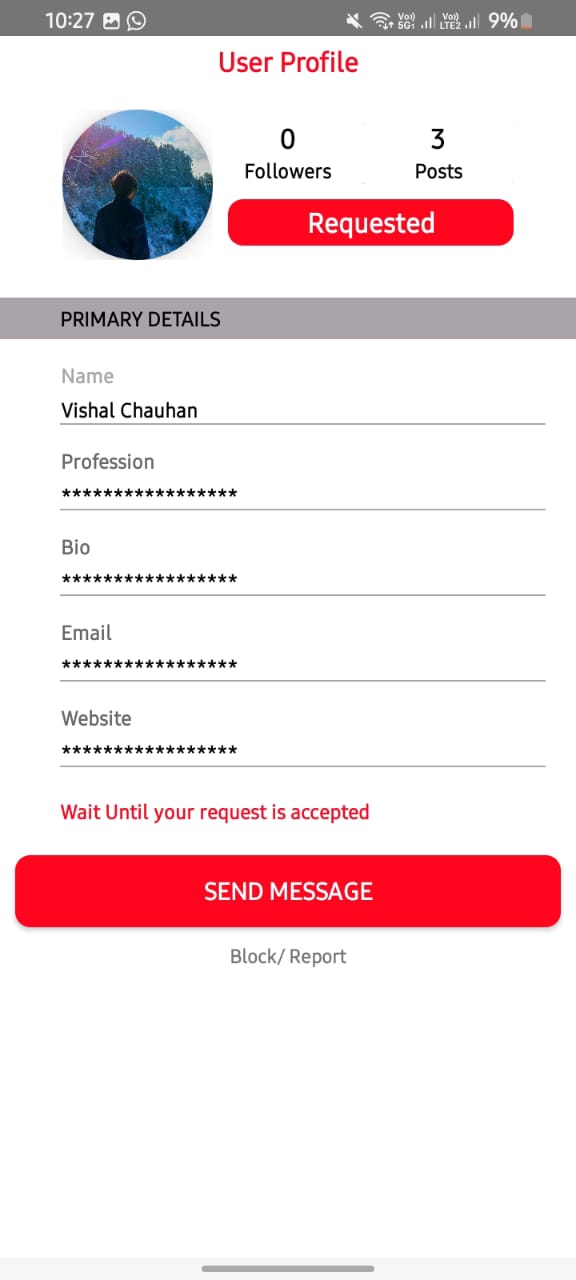 10:27 Vo) 5G1 Vo) LTE2 9%
User Profile
0 3
Followers Posts
Requested
PRIMARY DETAILS
Name
Vishal Chauhan
Profession
*****************
Bio
*****************
Email
*****************
Website
*****************
Wait Until your request is accepted
SEND MESSAGE
Block/ Report